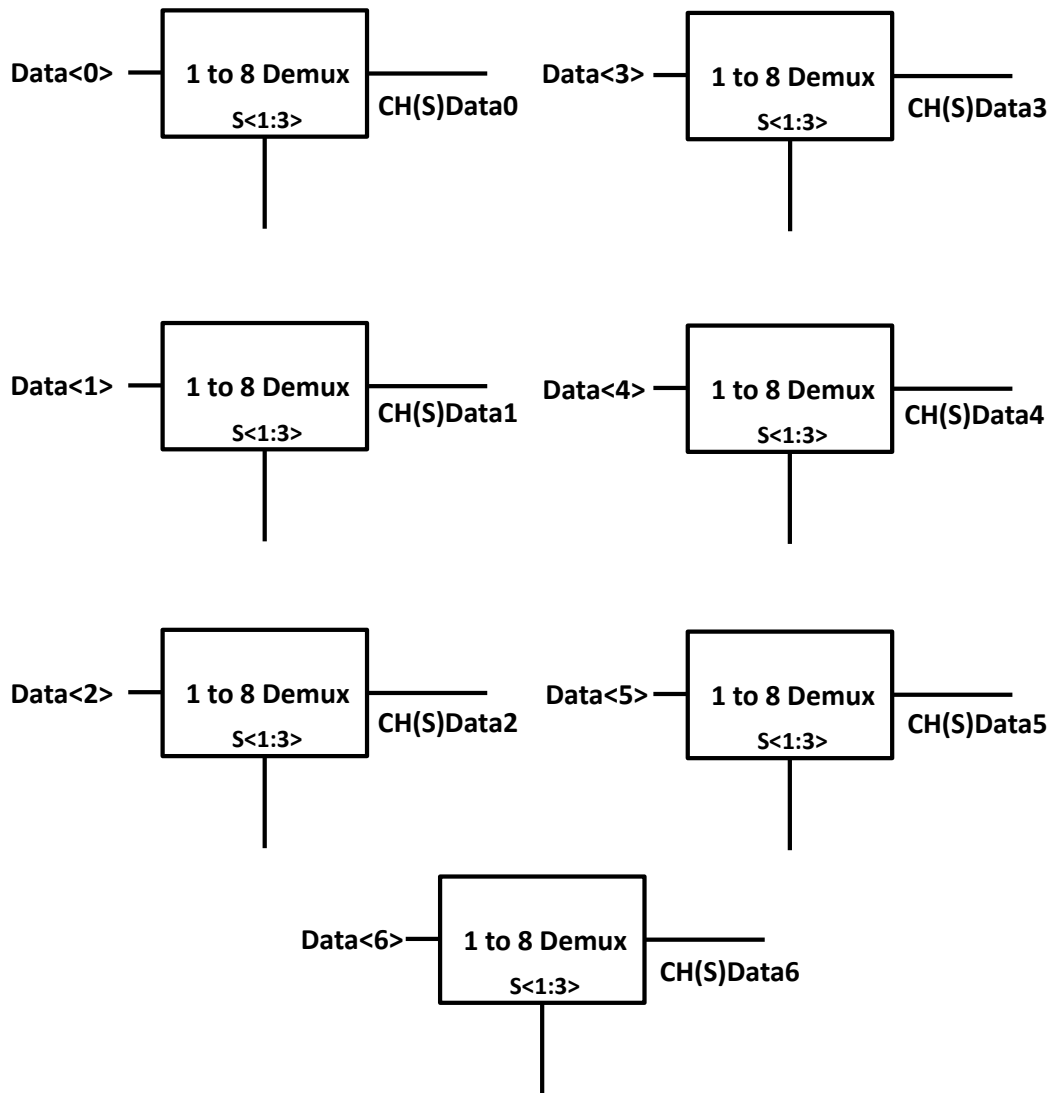 Data<0>
1 to 8 Demux
S<1:3>
CH(S)Data0
Data<3>
1 to 8 Demux
S<1:3>
CH(S)Data3
Data<1>
1 to 8 Demux
S<1:3>
CH(S)Data1
Data<4>
1 to 8 Demux
S<1:3>
CH(S)Data4
Data<2>
1 to 8 Demux
S<1:3>
CH(S)Data2
Data<5>
1 to 8 Demux
S<1:3>
CH(S)Data5
Data<6>
1 to 8 Demux
S<1:3>
CH(S)Data6